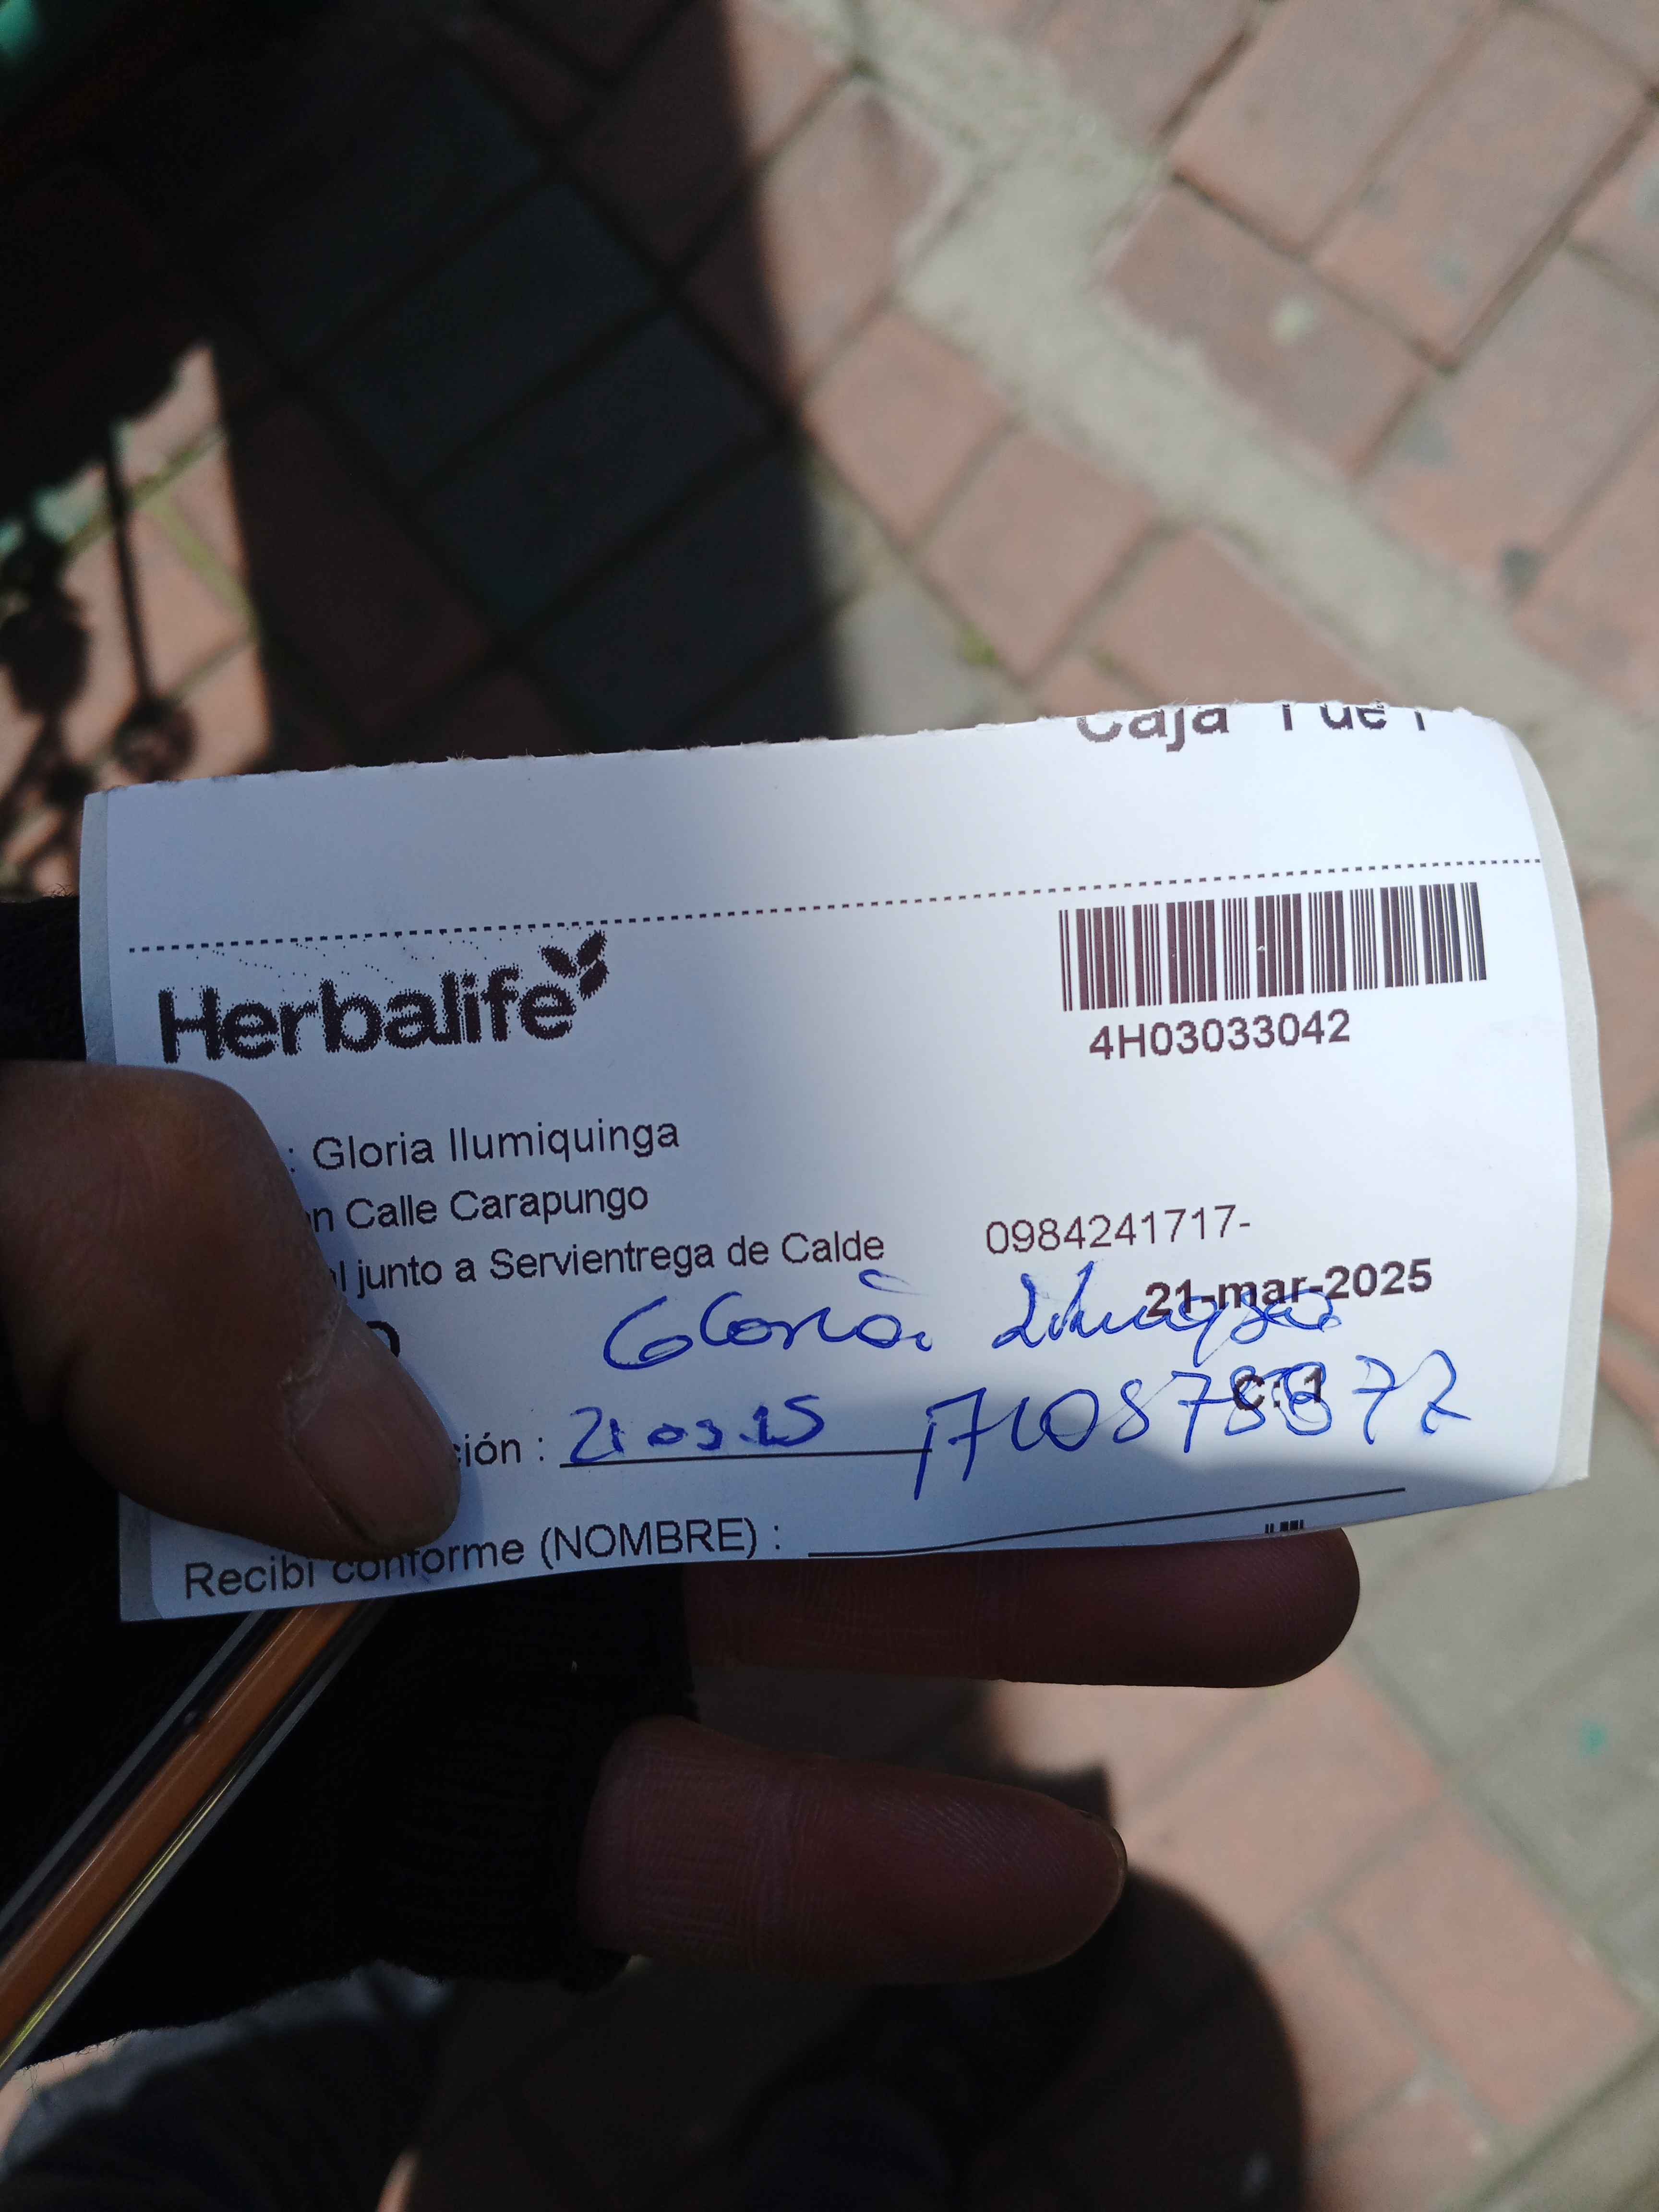 Caja 1 de 1
Herbalife
4H03033042
: Gloria Ilumiquinga
n Calle Carapungo
l junto a Servientrega de Calde 0984241717-
21-mar-2025
O
Gloria
C: 1
ción : 21 03 25
Recibi conforme (NOMBRE) :